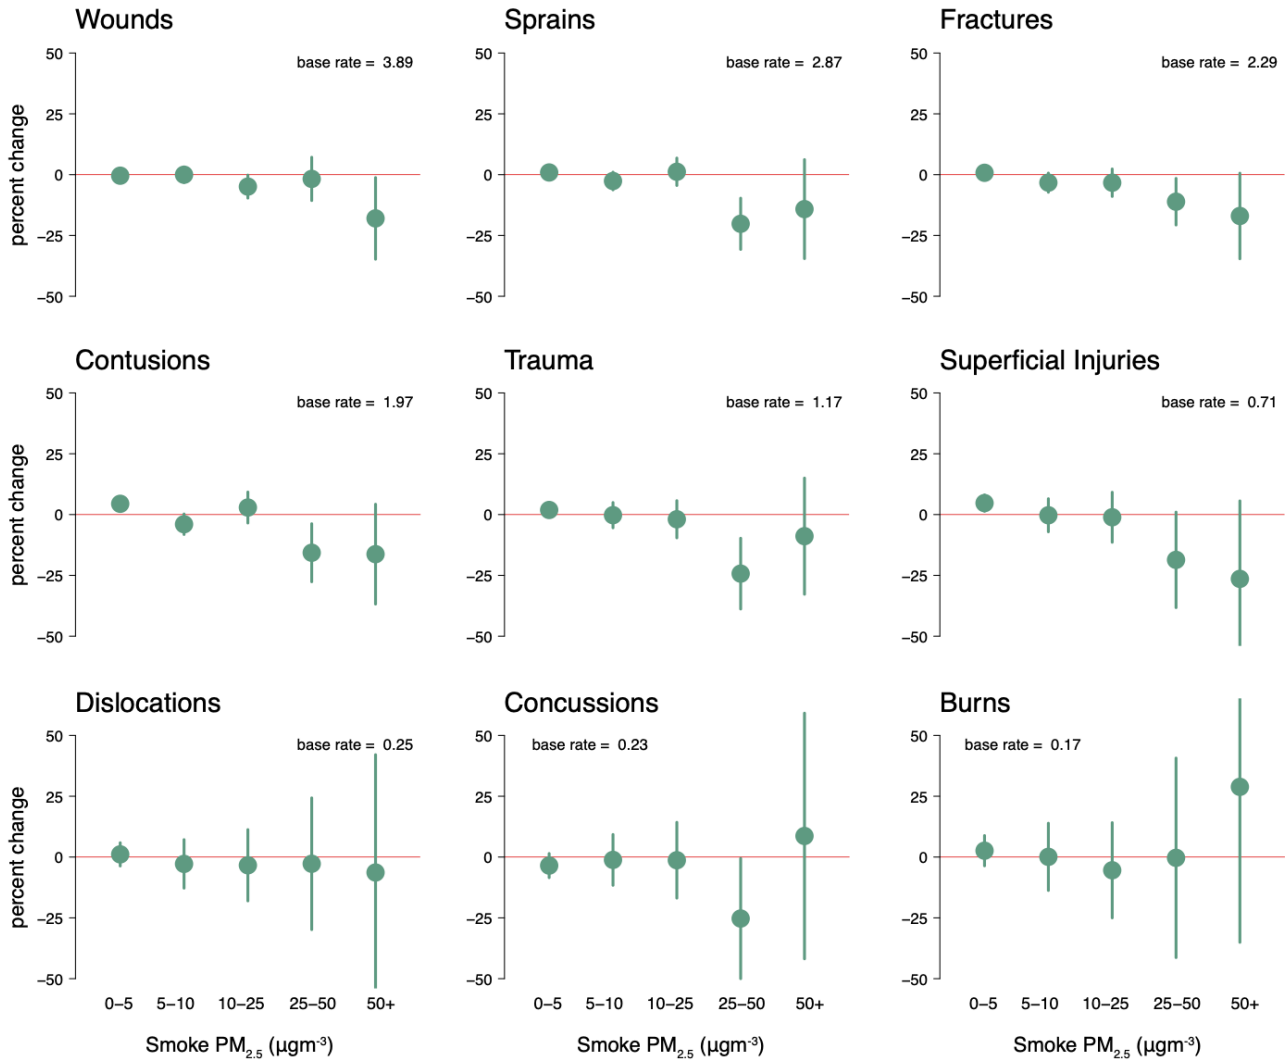 Wounds
50
25
0
−25
−50
percent change
base rate = 3.89
Sprains
50
25
0
−25
−50
base rate = 2.87
Fractures
50
25
0
−25
−50
base rate = 2.29
Contusions
50
25
0
−25
−50
percent change
base rate = 1.97
Trauma
50
25
0
−25
−50
base rate = 1.17
Superficial Injuries
50
25
0
−25
−50
base rate = 0.71
Dislocations
50
25
0
−25
−50
percent change
base rate = 0.25
0−5 5−10 10−25 25−50 50+
Smoke PM2.5 (µgm-3)
Concussions
50
25
0
−25
−50
base rate = 0.23
0−5 5−10 10−25 25−50 50+
Smoke PM2.5 (µgm-3)
Burns
50
25
0
−25
−50
base rate = 0.17
0−5 5−10 10−25 25−50 50+
Smoke PM2.5 (µgm-3)